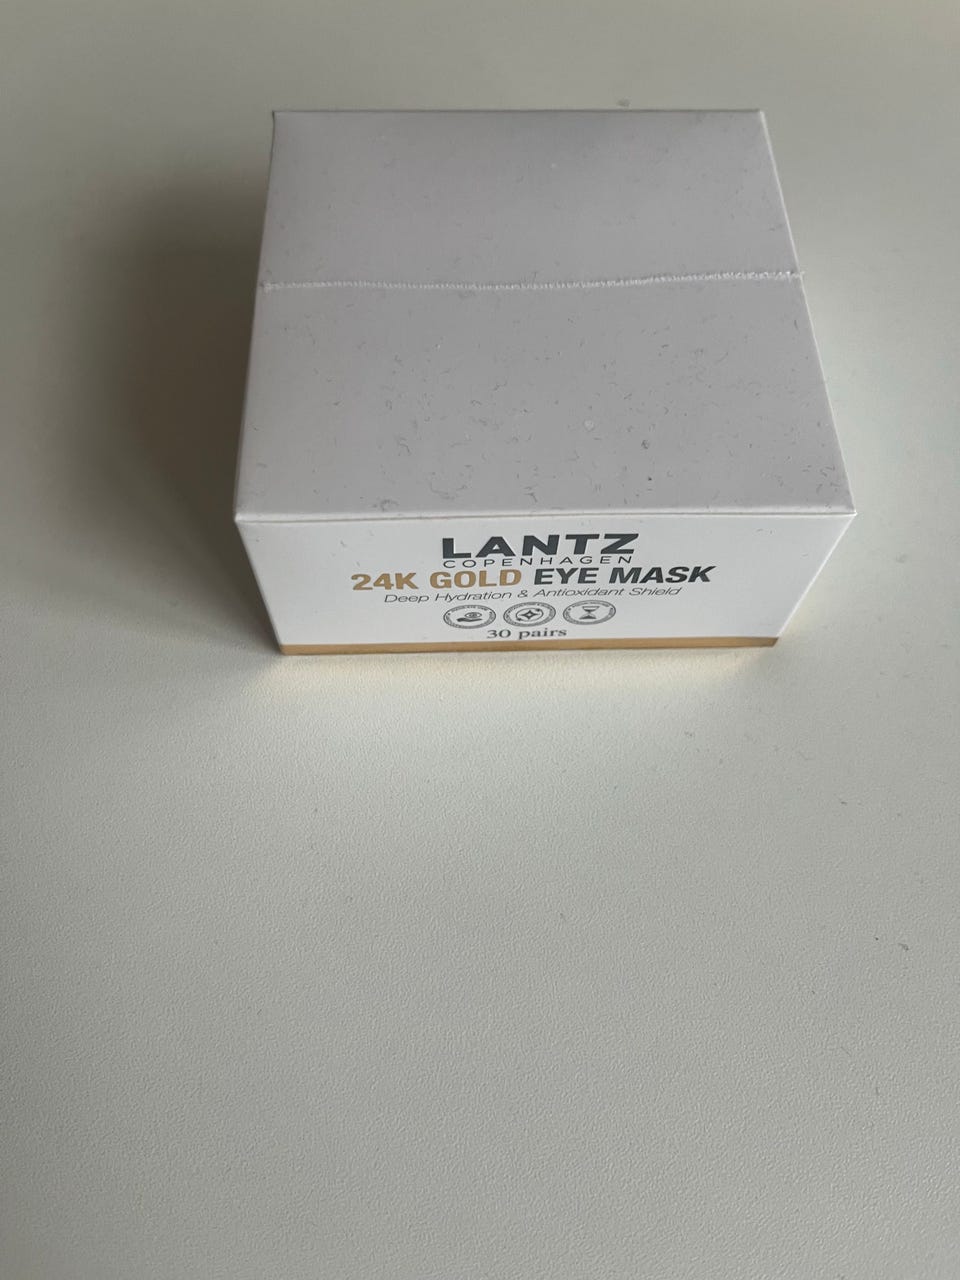 LANTZ
COPENHAGEN
24K GOLD EYE MASK
Deep Hydration & Antioxidant Shield
30 pairs